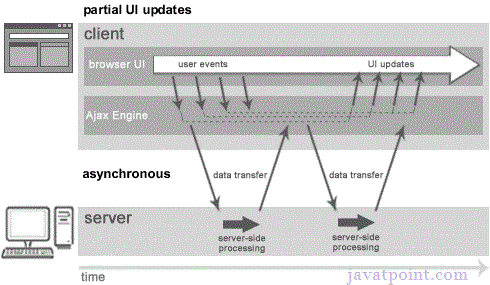 partial UI updates
client
browser UI
user events
UI updates
Ajax Engine
asynchronous
data transfer
data transfer
server
server-side
processing
server-side
processing
time
javatpoint.com